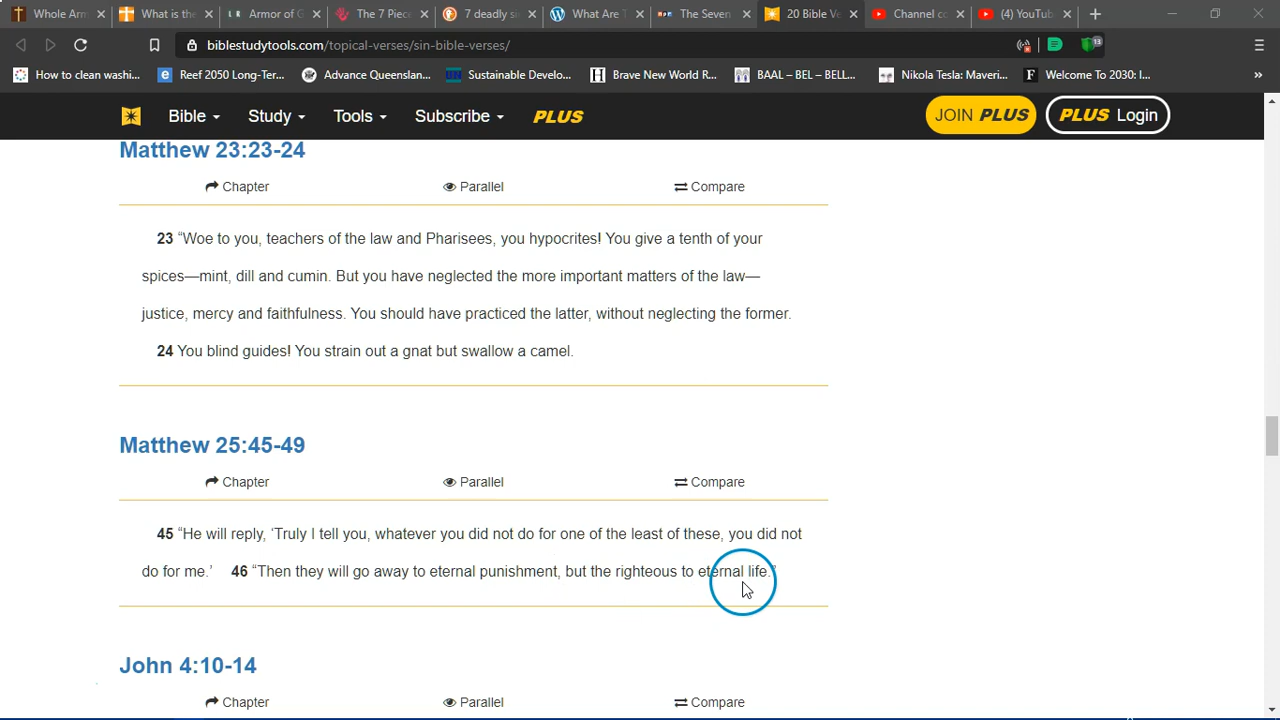 Whole Arm
What is the
Armor of G
The 7 Piece
7 deadly s
What Are T
The Seven
20 Bible Ve
Channel co
(4) YouTub
biblestudytools.com/topical-verses/sin-bible-verses/
13
How to clean washi...
Reef 2050 Long-Ter...
Advance Queenslan...
Sustainable Develo...
Brave New World R...
BAAL – BEL – BELL...
Nikola Tesla: Maveri...
Welcome To 2030: I...
»
Bible
Study
Tools
Subscribe
PLUS
JOIN PLUS
PLUS Login
Matthew 23:23-24
Chapter
Parallel
Compare
23 “Woe to you, teachers of the law and Pharisees, you hypocrites! You give a tenth of your
spices—mint, dill and cumin. But you have neglected the more important matters of the law—
justice, mercy and faithfulness. You should have practiced the latter, without neglecting the former.
24 You blind guides! You strain out a gnat but swallow a camel.
Matthew 25:45-49
Chapter
Parallel
Compare
45 “He will reply, ‘Truly I tell you, whatever you did not do for one of the least of these, you did not
do for me.’ 46 “Then they will go away to eternal punishment, but the righteous to eternal life.”
John 4:10-14
Chapter
Parallel
Compare